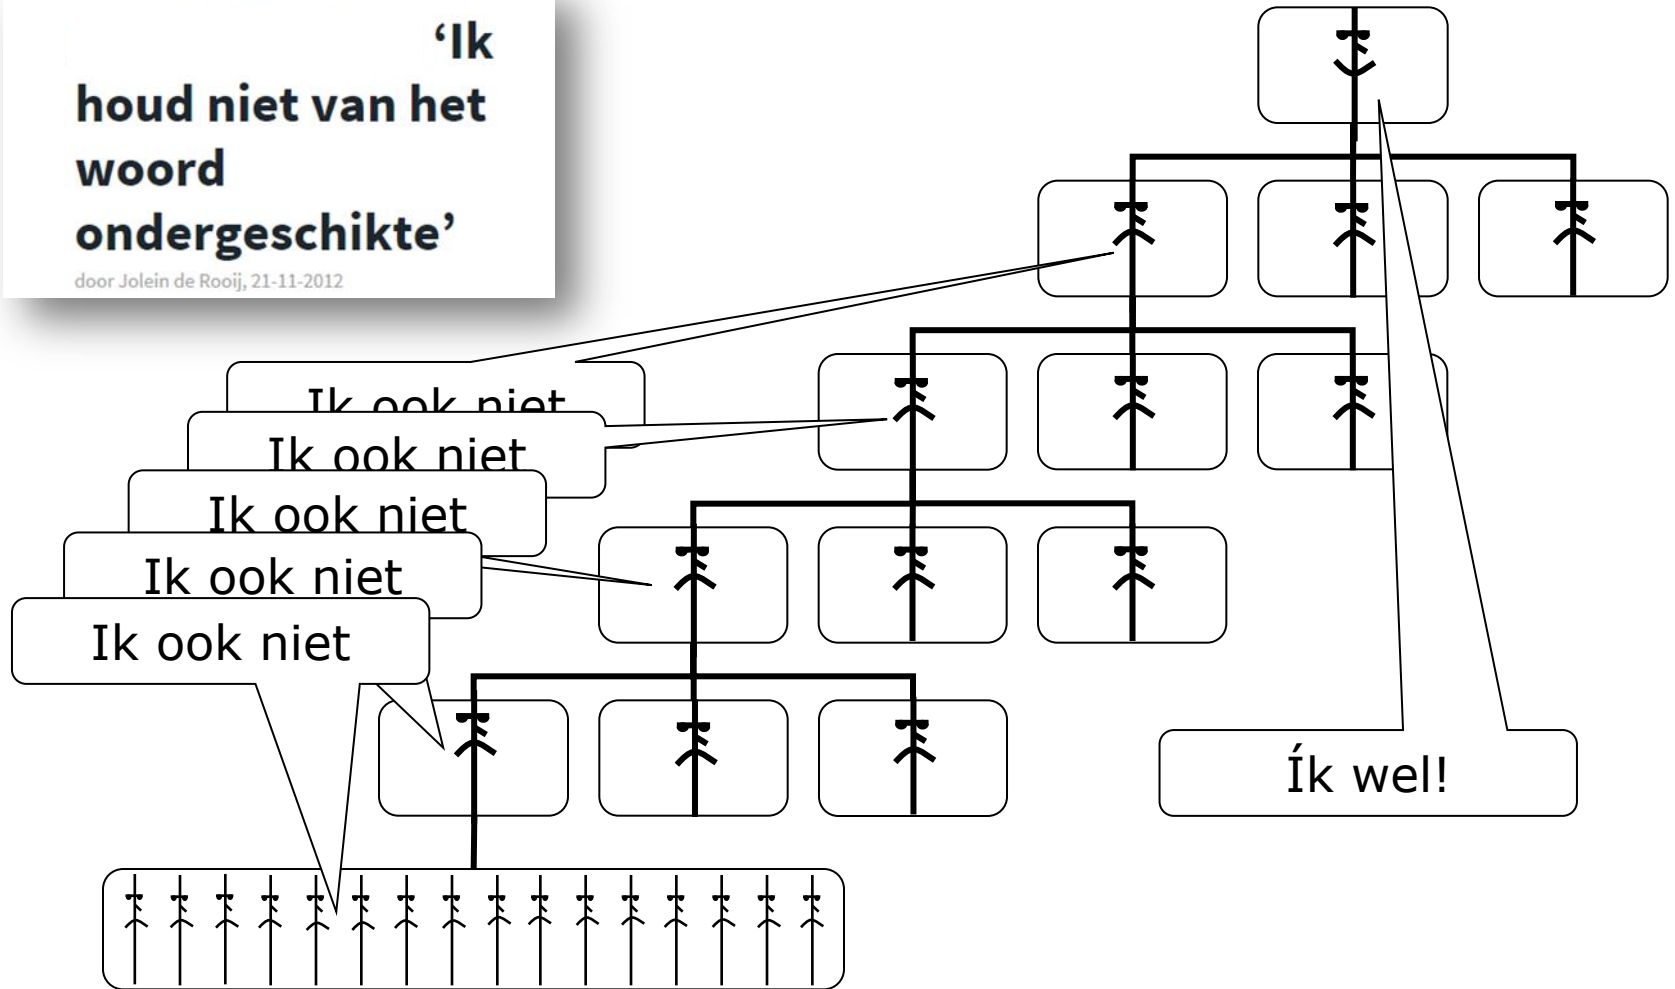 ‘Ik
houd niet van het
woord
ondergeschikte’
door Jolein de Rooij, 21-11-2012
Ik ook niet
Ik ook niet
Ik ook niet
Ik ook niet
Ik ook niet
Ík wel!